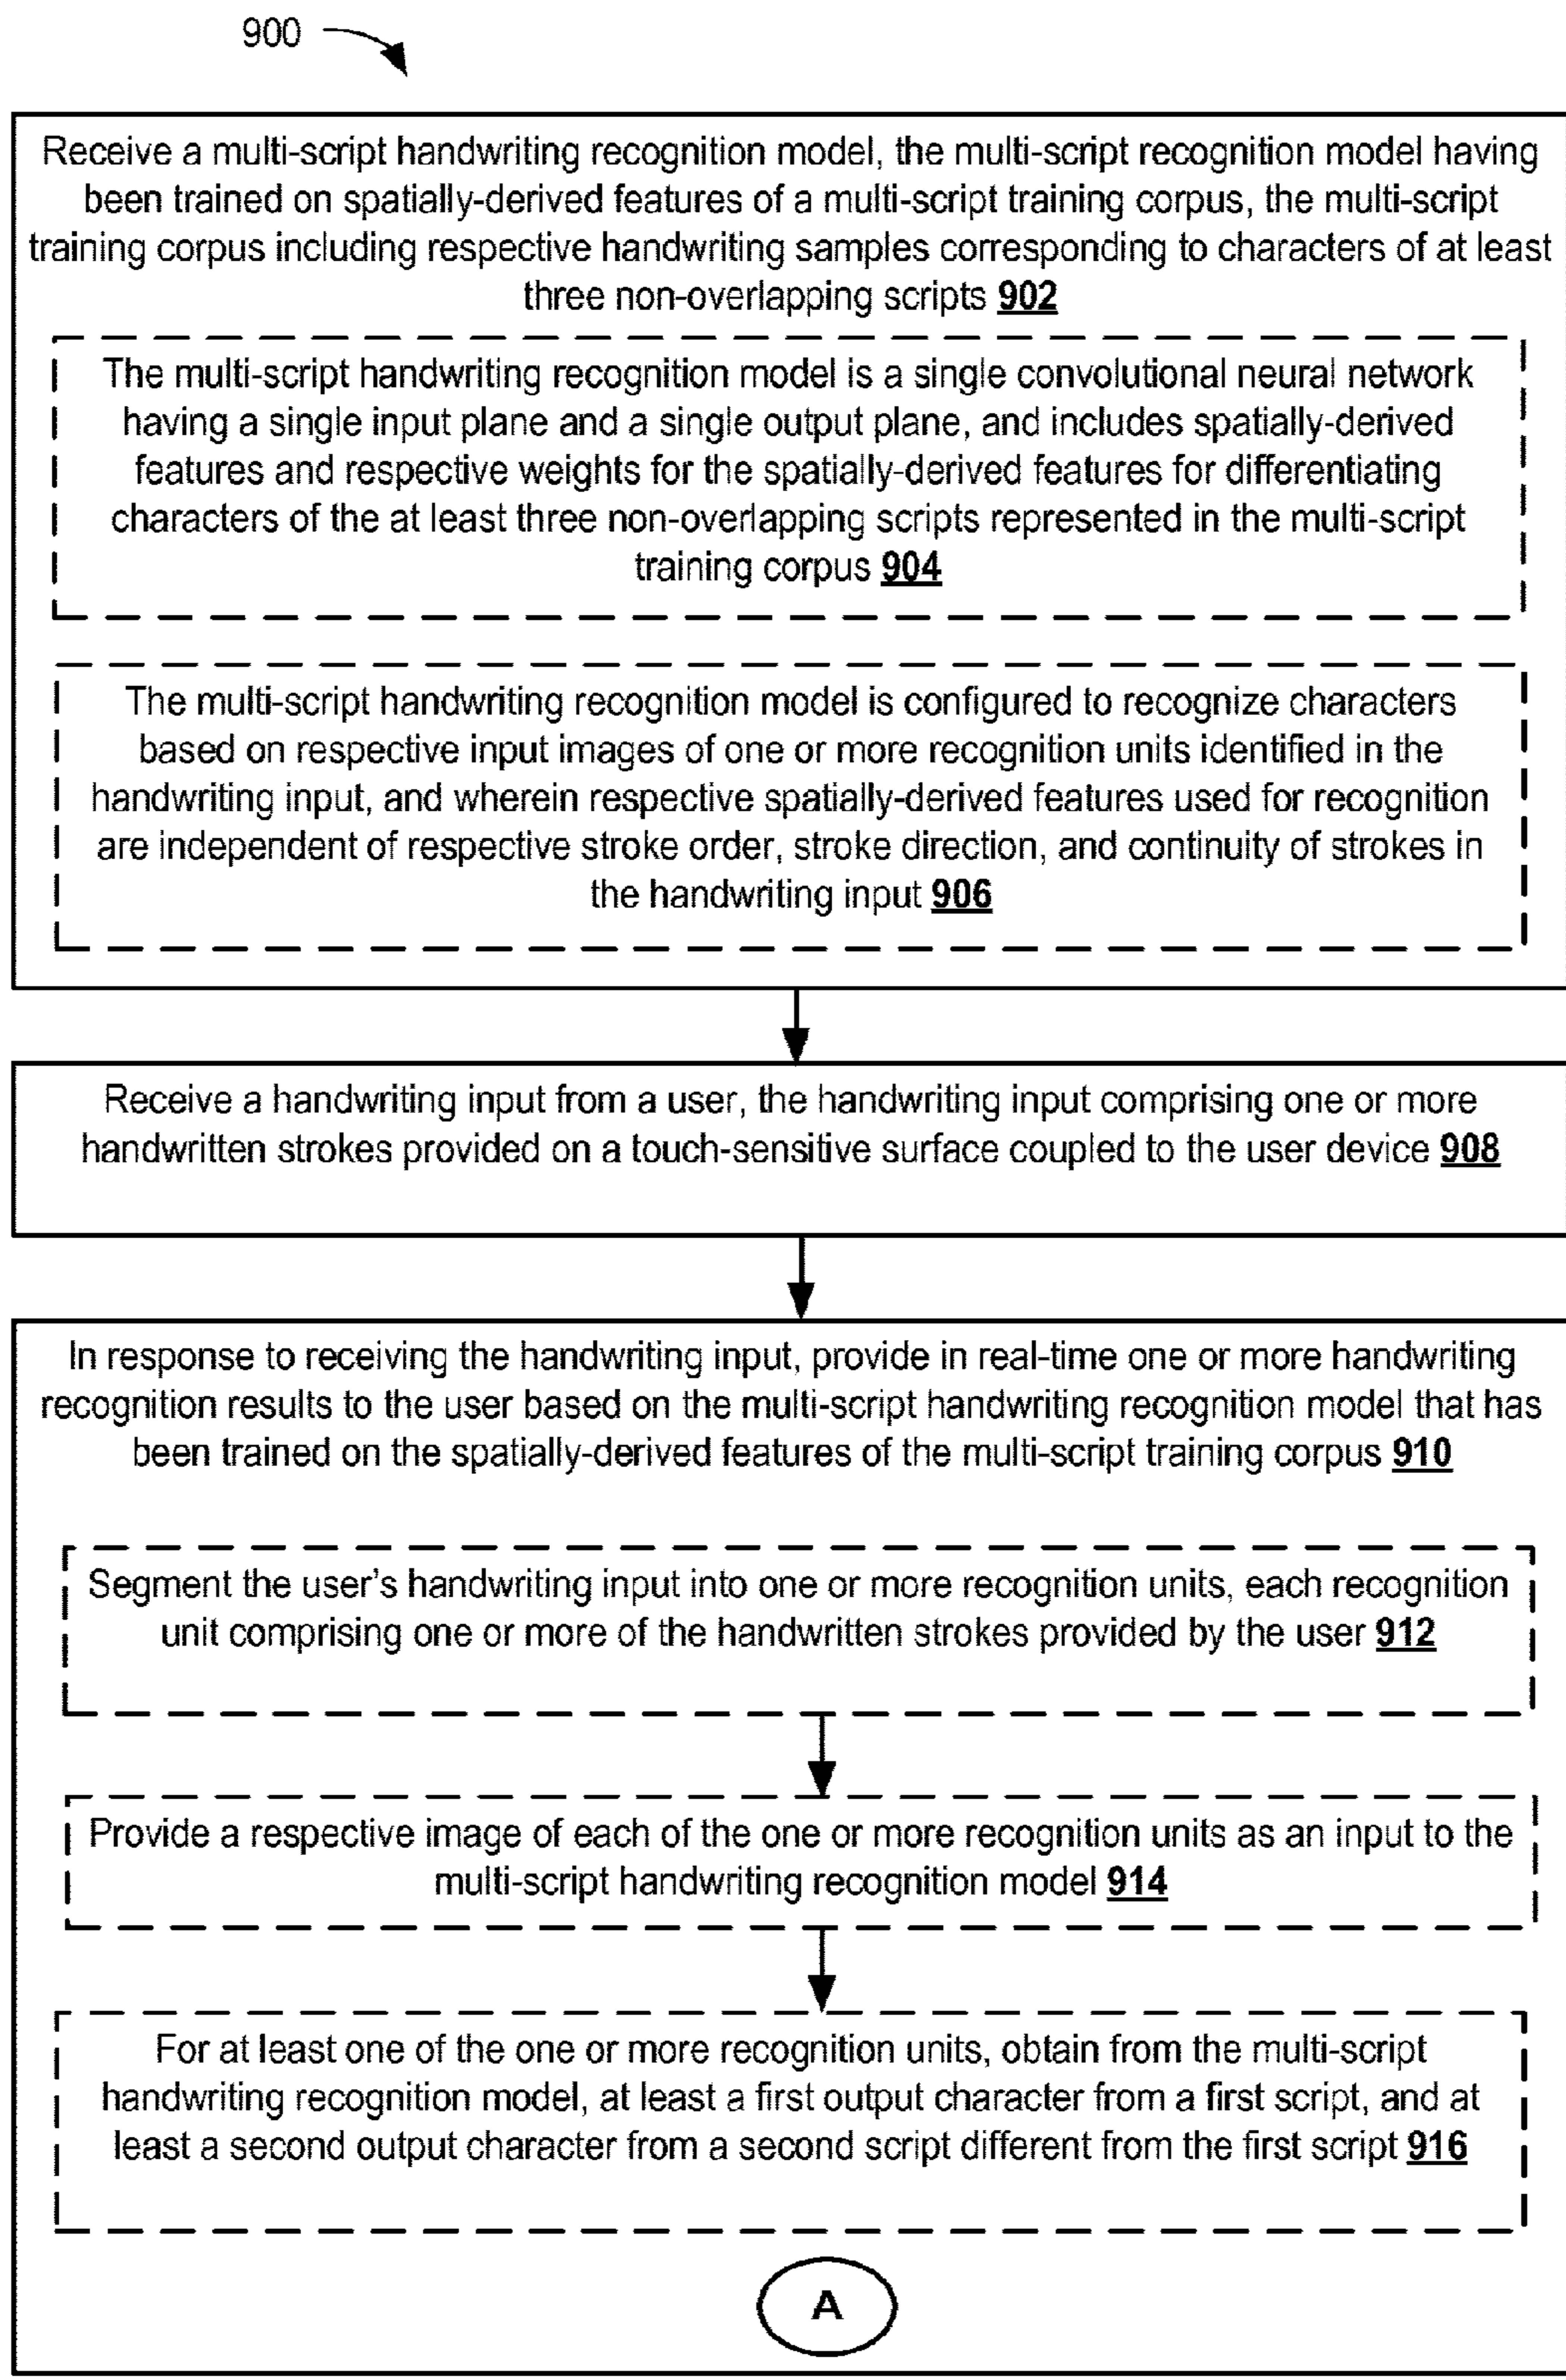 900
Receive a multi-script handwriting recognition model, the multi-script recognition model having
been trained on spatially-derived features of a multi-script training corpus, the multi-script
training corpus including respective handwriting samples corresponding to characters of at least
three non-overlapping scripts 902
The multi-script handwriting recognition model is a single convolutional neural network
having a single input plane and a single output plane, and includes spatially-derived
features and respective weights for the spatially-derived features for differentiating
characters of the at least three non-overlapping scripts represented in the multi-script
training corpus 904
The multi-script handwriting recognition model is configured to recognize characters
based on respective input images of one or more recognition units identified in the
handwriting input, and wherein respective spatially-derived features used for recognition
are independent of respective stroke order, stroke direction, and continuity of strokes in
the handwriting input 906
Receive a handwriting input from a user, the handwriting input comprising one or more
handwritten strokes provided on a touch-sensitive surface coupled to the user device 908
In response to receiving the handwriting input, provide in real-time one or more handwriting
recognition results to the user based on the multi-script handwriting recognition model that has
been trained on the spatially-derived features of the multi-script training corpus 910
Segment the user's handwriting input into one or more recognition units, each recognition
unit comprising one or more of the handwritten strokes provided by the user 912
Provide a respective image of each of the one or more recognition units as an input to the
multi-script handwriting recognition model 914
For at least one of the one or more recognition units, obtain from the multi-script
handwriting recognition model, at least a first output character from a first script, and at
least a second output character from a second script different from the first script 916
A